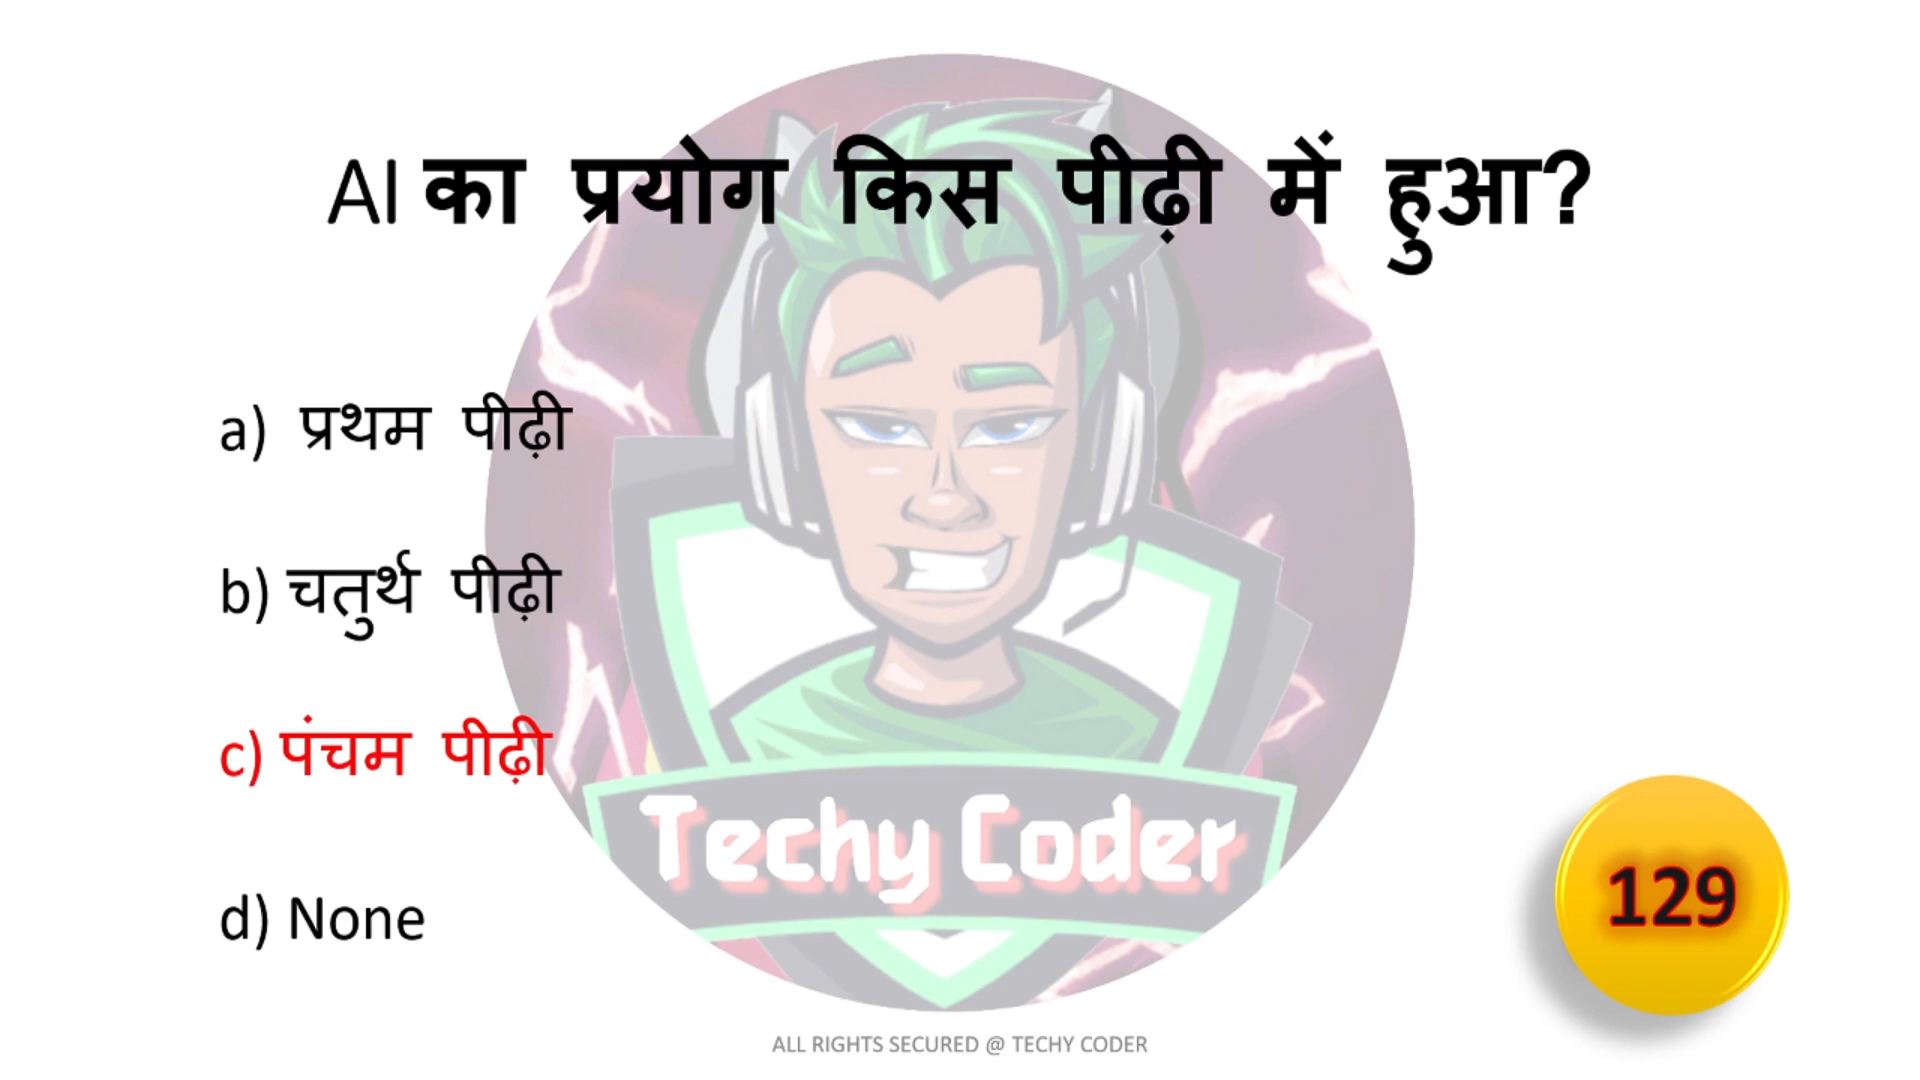 AI का प्रयोग किस पीढ़ी में हुआ?
a) प्रथम पीढ़ी
b) चतुर्थ पीढ़ी
c) पंचम पीढ़ी
Techy Coder
129
d) None
ALL RIGHTS SECURED @ TECHY CODER